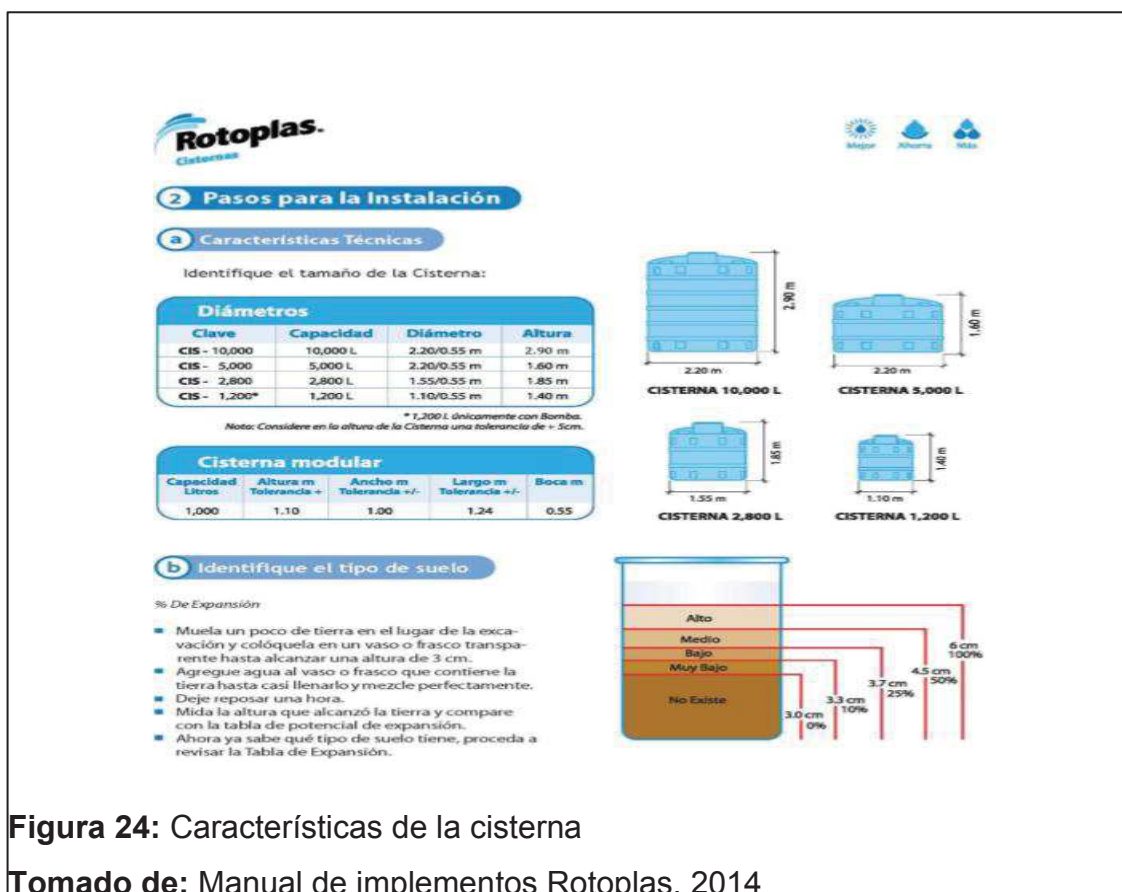 Rotoplas.
Cisternas
Mejor Ahorra Más
2 Pasos para la Instalación
a Características Técnicas
Identifique el tamaño de la Cisterna:
Diámetros
Clave Capacidad Diámetro Altura
CIS - 10,000 10,000 L 2.20/0.55 m 2.90 m
CIS - 5,000 5,000 L 2.20/0.55 m 1.60 m
CIS - 2,800 2,800 L 1.55/0.55 m 1.85 m
CIS - 1,200* 1,200 L 1.10/0.55 m 1.40 m
* 1,200 L únicamente con Bomba.
Nota: Considere en la altura de la Cisterna una tolerancia de + 5cm.
Cisterna modular
Capacidad Litros Altura m Tolerancia + Ancho m Tolerancia +/- Largo m Tolerancia +/- Boca m
1,000 1.10 1.00 1.24 0.55
2.90 m
2.20 m
CISTERNA 10,000 L
1.60 m
2.20 m
CISTERNA 5,000 L
1.85 m
1.55 m
CISTERNA 2,800 L
1.40 m
1.10 m
CISTERNA 1,200 L
b Identifique el tipo de suelo
% De Expansión
Muela un poco de tierra en el lugar de la exca-
vación y colóquela en un vaso o frasco transpa-
rente hasta alcanzar una altura de 3 cm.
Agregue agua al vaso o frasco que contiene la
tierra hasta casi llenarlo y mezcle perfectamente.
Deje reposar una hora.
Mida la altura que alcanzó la tierra y compare
con la tabla de potencial de expansión.
Ahora ya sabe qué tipo de suelo tiene, proceda a
revisar la Tabla de Expansión.
Alto
Medio
Bajo
Muy Bajo
No Existe
3.0 cm
0%
3.3 cm
10%
3.7 cm
25%
4.5 cm
50%
6 cm
100%
Figura 24: Características de la cisterna
Tomado de: Manual de implementos Rotoplas, 2014